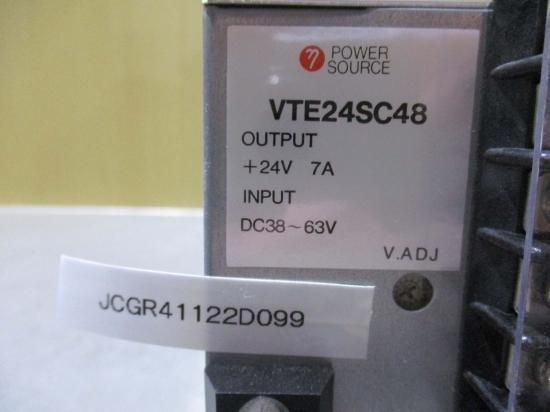 η POWER
SOURCE
VTE24SC48
OUTPUT
+24V 7A
INPUT
DC38~63V
V.ADJ
JCGR41122D099